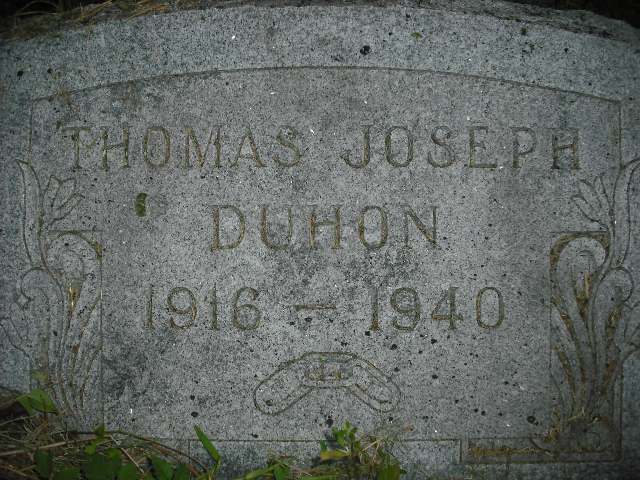 THOMAS JOSEPH
DUHON
1916 — 1940